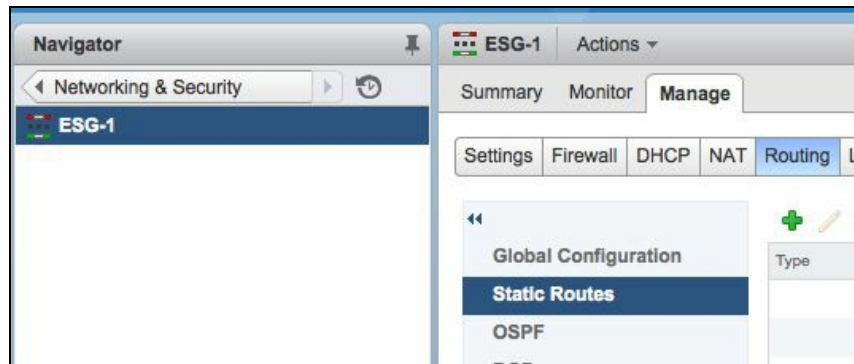 Navigator
Networking & Security
ESG-1
ESG-1 Actions
Summary Monitor Manage
Settings Firewall DHCP NAT Routing
Global Configuration
Static Routes
OSPF
Type